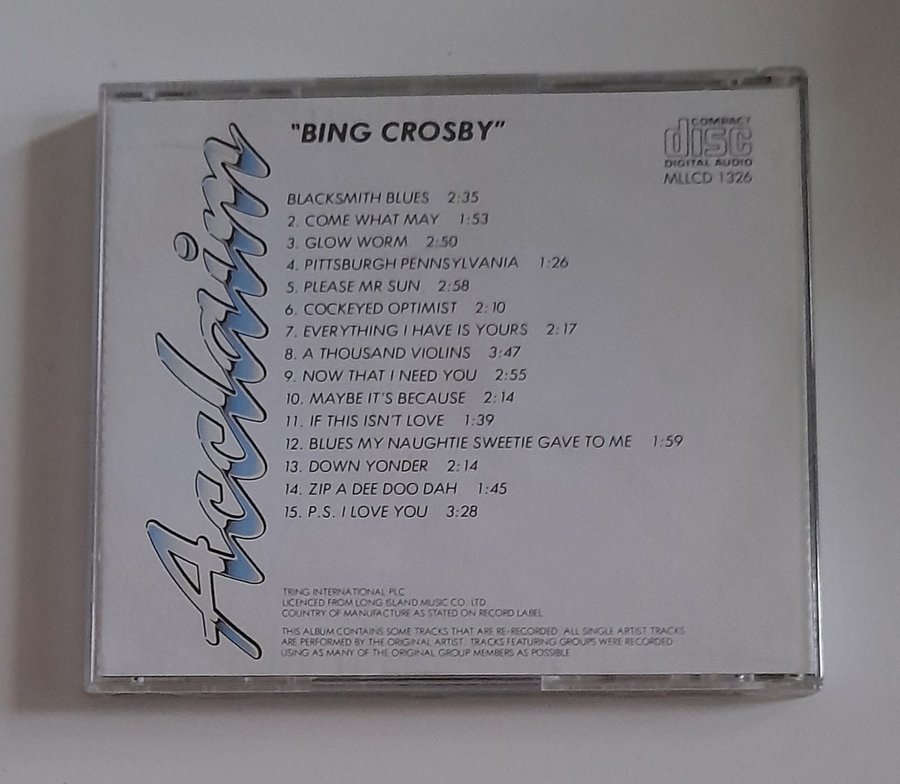 Acclaim
"BING CROSBY"
COMPACT
disc
DIGITAL AUDIO
MLLCD 1326
BLACKSMITH BLUES 2:35
2. COME WHAT MAY 1:53
3. GLOW WORM 2:50
4. PITTSBURGH PENNSYLVANIA 1:26
5. PLEASE MR SUN 2:58
6. COCKEYED OPTIMIST 2:10
7. EVERYTHING I HAVE IS YOURS 2:17
8. A THOUSAND VIOLINS 3:47
9. NOW THAT I NEED YOU 2:55
10. MAYBE IT'S BECAUSE 2:14
11. IF THIS ISN'T LOVE 1:39
12. BLUES MY NAUGHTIE SWEETIE GAVE TO ME 1:59
13. DOWN YONDER 2:14
14. ZIP A DEE DOO DAH 1:45
15. P.S. I LOVE YOU 3:28
TRING INTERNATIONAL PLC
LICENCED FROM LONG ISLAND MUSIC CO. LTD
COUNTRY OF MANUFACTURE AS STATED ON RECORD LABEL
THIS ALBUM CONTAINS SOME TRACKS THAT ARE RE-RECORDED. ALL SINGLE ARTIST TRACKS
ARE PERFORMED BY THE ORIGINAL ARTIST. TRACKS FEATURING GROUPS WERE RECORDED
USING AS MANY OF THE ORIGINAL GROUP MEMBERS AS POSSIBLE